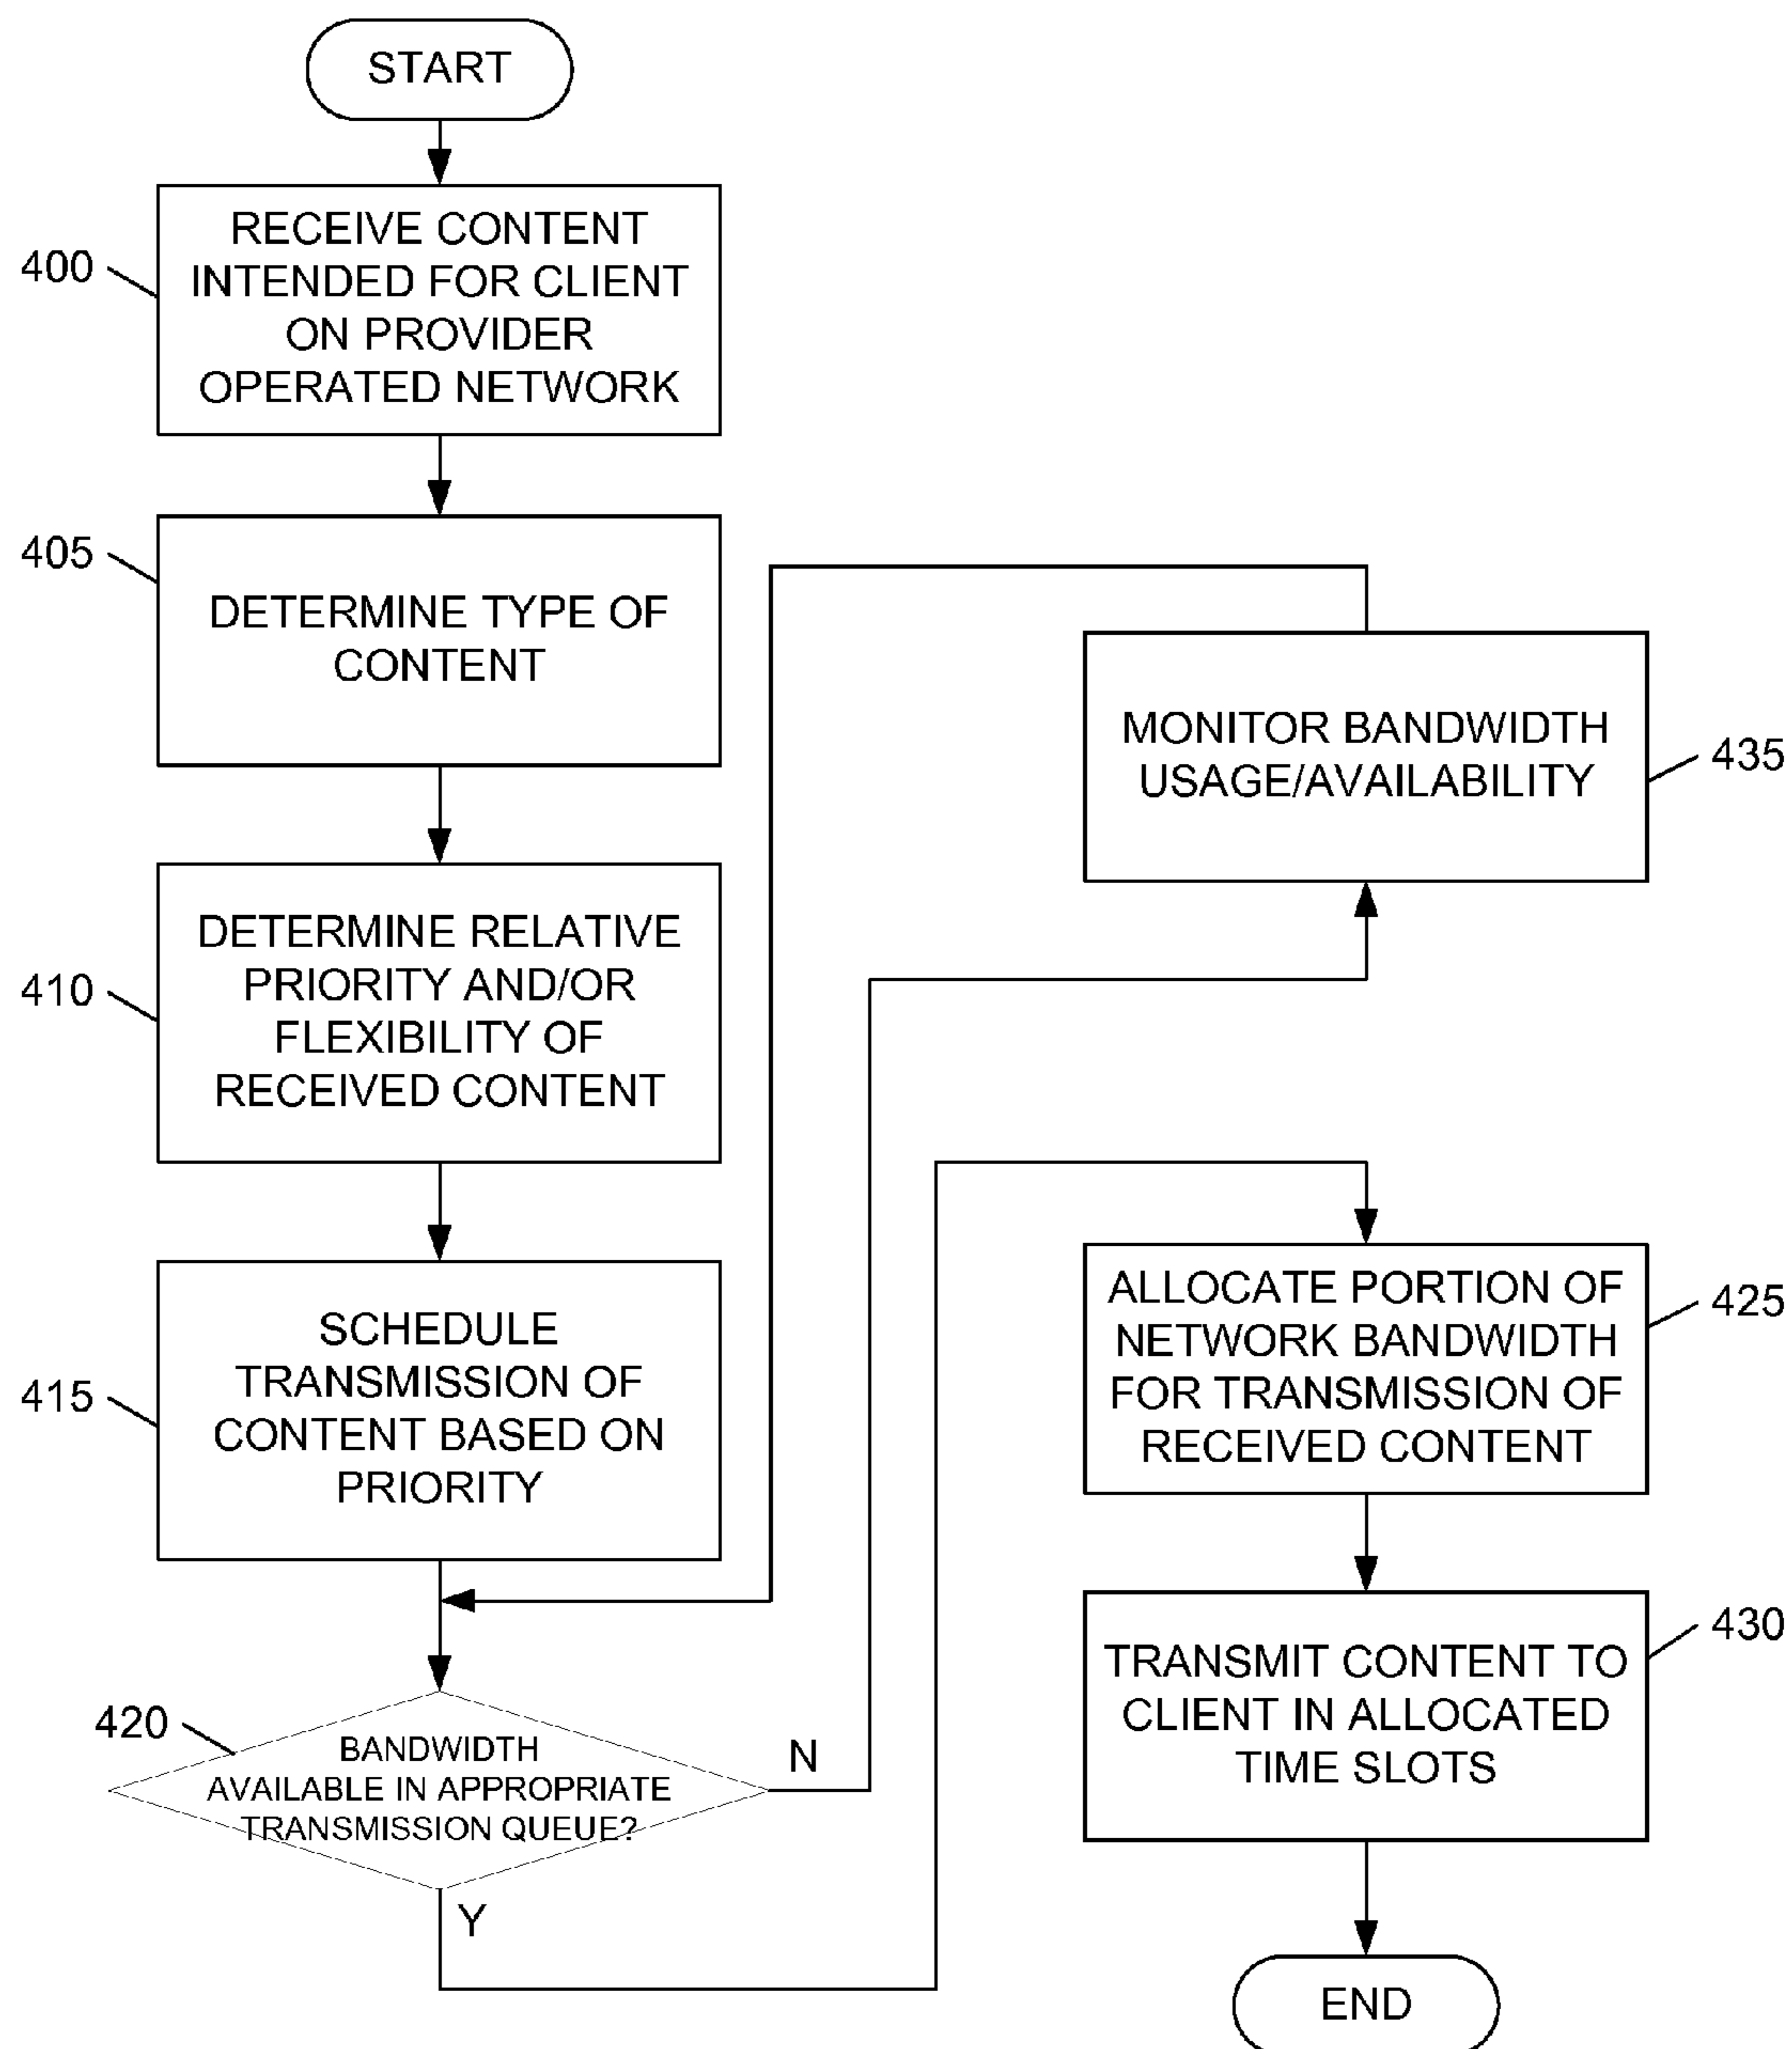 START
400
RECEIVE CONTENT
INTENDED FOR CLIENT
ON PROVIDER
OPERATED NETWORK
405
DETERMINE TYPE OF
CONTENT
410
DETERMINE RELATIVE
PRIORITY AND/OR
FLEXIBILITY OF
RECEIVED CONTENT
415
SCHEDULE
TRANSMISSION OF
CONTENT BASED ON
PRIORITY
420
BANDWIDTH
AVAILABLE IN APPROPRIATE
TRANSMISSION QUEUE?
N
Y
MONITOR BANDWIDTH
USAGE/AVAILABILITY
435
ALLOCATE PORTION OF
NETWORK BANDWIDTH
FOR TRANSMISSION OF
RECEIVED CONTENT
425
TRANSMIT CONTENT TO
CLIENT IN ALLOCATED
TIME SLOTS
430
END